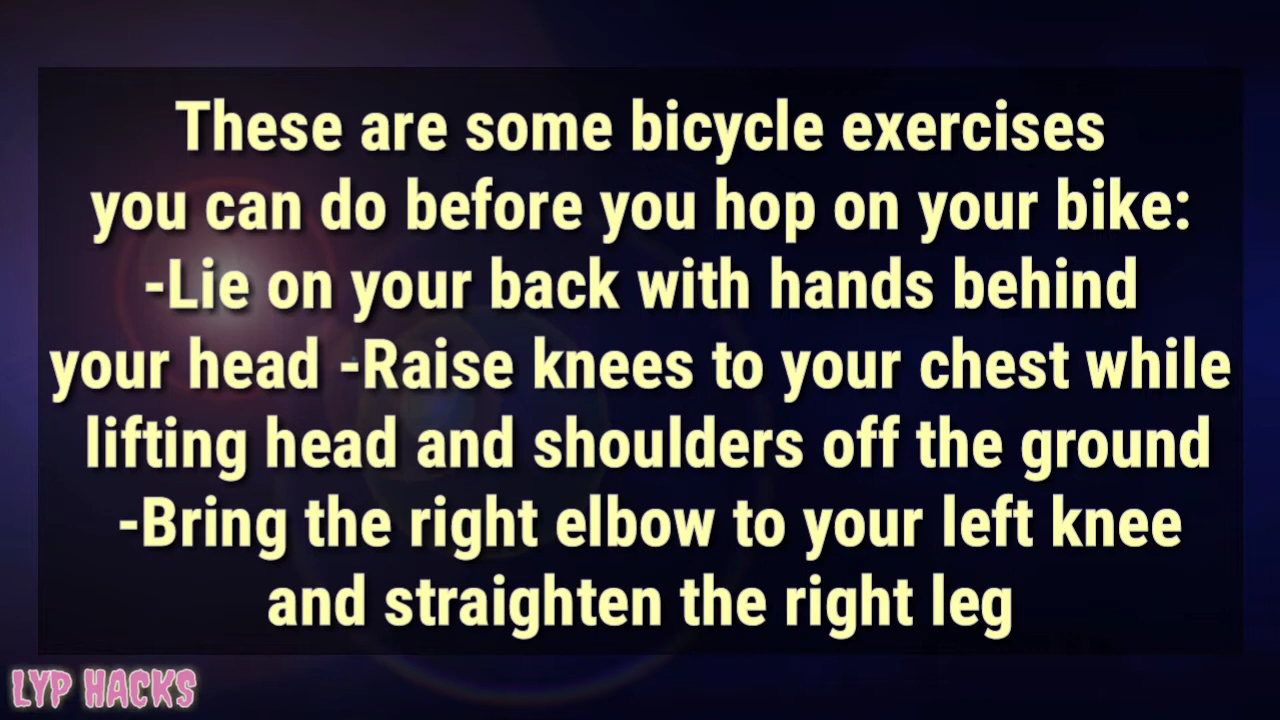 These are some bicycle exercises
you can do before you hop on your bike:
-Lie on your back with hands behind
your head -Raise knees to your chest while
lifting head and shoulders off the ground
-Bring the right elbow to your left knee
and straighten the right leg
LYP HACKS